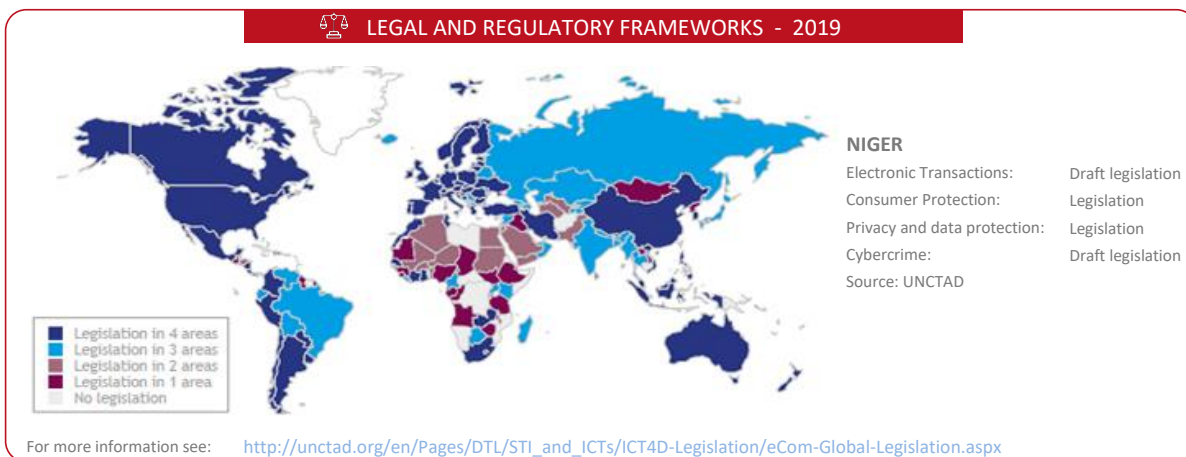 LEGAL AND REGULATORY FRAMEWORKS - 2019
NIGER
Electronic Transactions: Draft legislation
Consumer Protection: Legislation
Privacy and data protection: Legislation
Cybercrime: Draft legislation
Source: UNCTAD
Legislation in 4 areas
Legislation in 3 areas
Legislation in 2 areas
Legislation in 1 area
No legislation
For more information see: http://unctad.org/en/Pages/DTL/STI_and_ICTs/ICT4D-Legislation/eCom-Global-Legislation.aspx